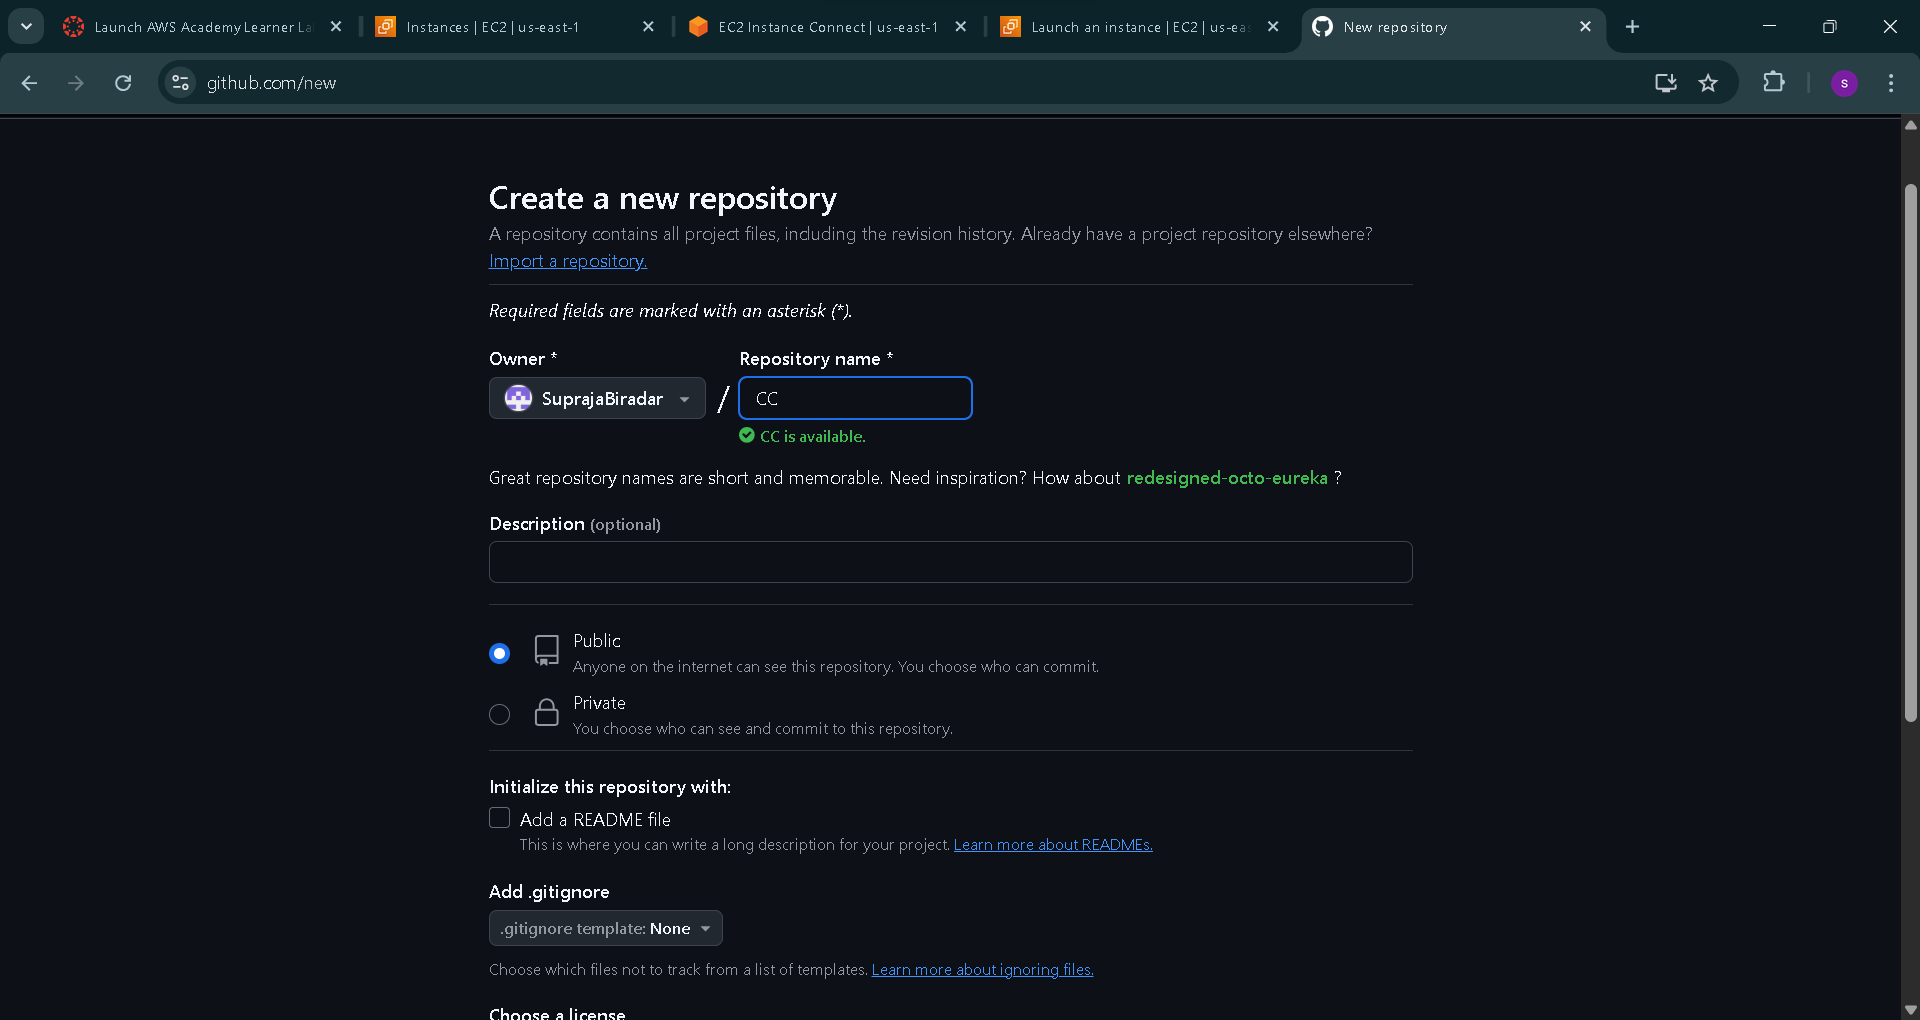 Launch AWS Academy Learner La
Instances | EC2 | us-east-1
EC2 Instance Connect | us-east-1
Launch an instance | EC2 | us-eas
New repository
github.com/new
S
Create a new repository
A repository contains all project files, including the revision history. Already have a project repository elsewhere?
Import a repository.
Required fields are marked with an asterisk (*).
Owner *
Repository name *
SuprajaBiradar
/
CC
CC is available.
Great repository names are short and memorable. Need inspiration? How about redesigned-octo-eureka ?
Description (optional)
Public
Anyone on the internet can see this repository. You choose who can commit.
Private
You choose who can see and commit to this repository.
Initialize this repository with:
Add a README file
This is where you can write a long description for your project. Learn more about READMEs.
Add .gitignore
.gitignore template: None
Choose which files not to track from a list of templates. Learn more about ignoring files.
Choose a license